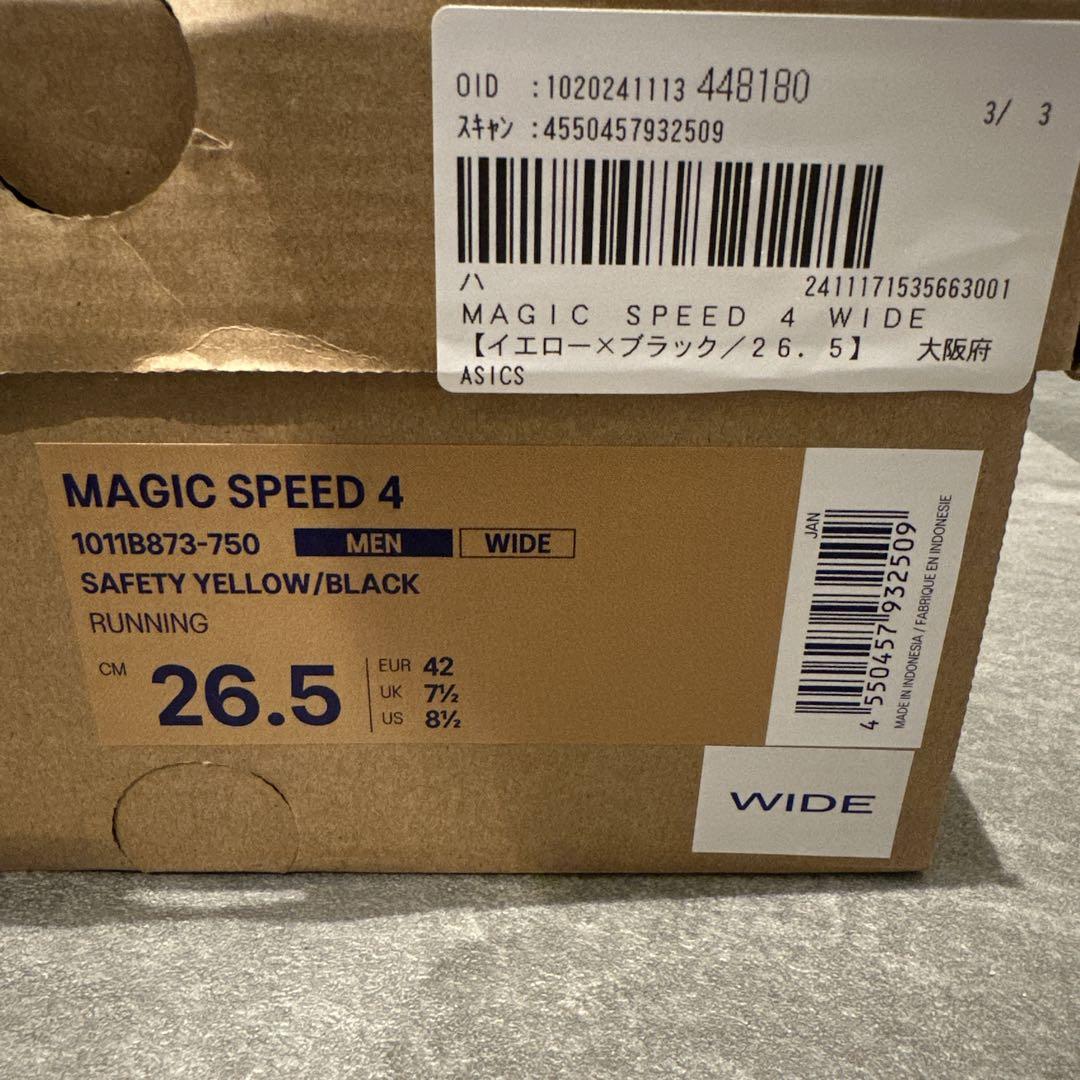 OID :1020241113 448180
3/ 3
スキャン :4550457932509
ハ 2411171535663001
MAGIC SPEED 4 WIDE
【イエロー×ブラック／26.5】 大阪府
ASICS
MAGIC SPEED 4
1011B873-750 MEN WIDE
SAFETY YELLOW/BLACK
RUNNING
CM 26.5
EUR 42
UK 7½
US 8½
JAN
4 550457 932509
MADE IN INDONESIA / FABRIQUE EN INDONESIE
WIDE